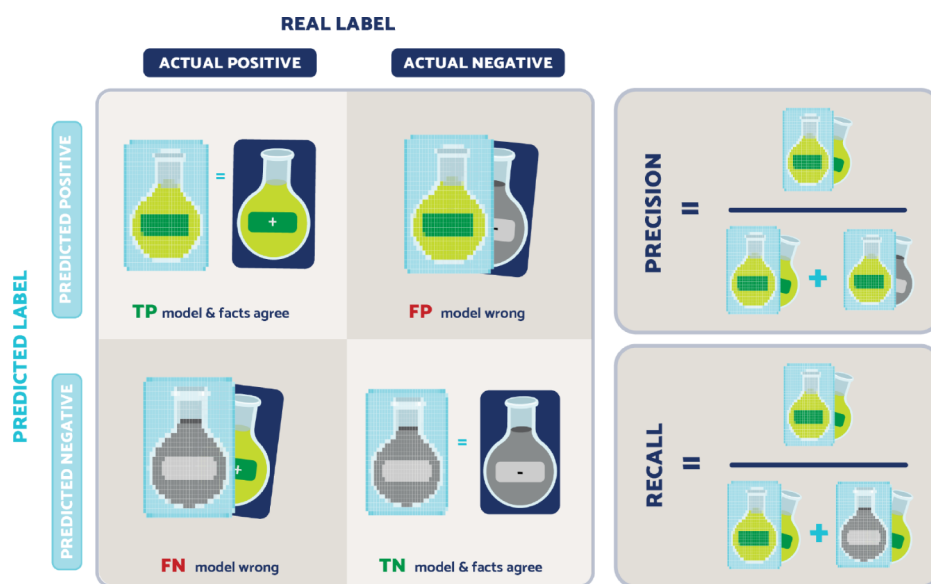 REAL LABEL
ACTUAL POSITIVE
ACTUAL NEGATIVE
PREDICTED LABEL
PREDICTED POSITIVE
=
+
-
TP model & facts agree
FP model wrong
PREDICTED NEGATIVE
+
=
-
FN model wrong
TN model & facts agree
PRECISION
=
+
RECALL
=
+